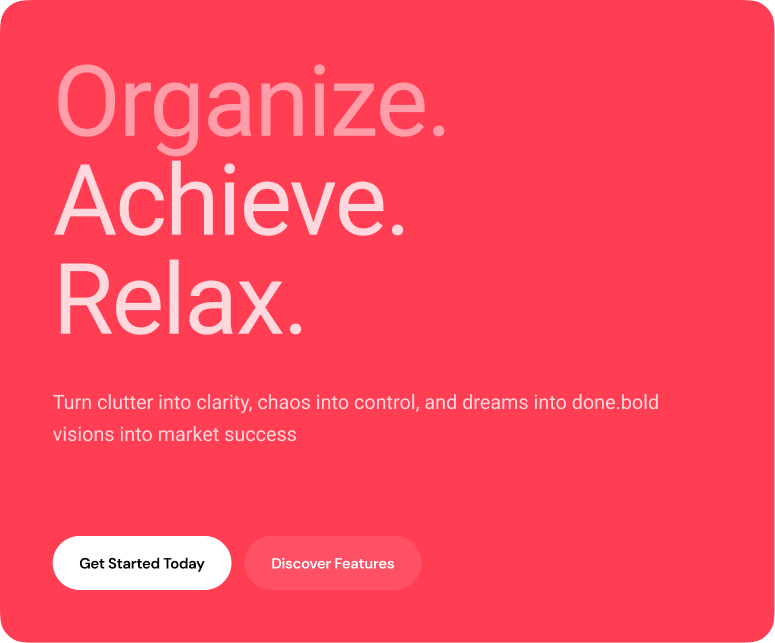 Organize.
Achieve.
Relax.
Turn clutter into clarity, chaos into control, and dreams into done.bold
visions into market success
Get Started Today
Discover Features